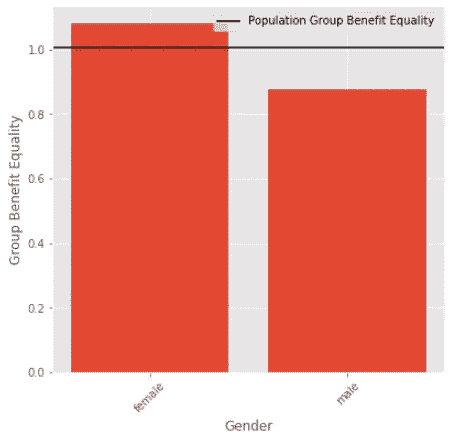 Population Group Benefit Equality
1.0
0.8
0.6
0.4
0.2
0.0
Group Benefit Equality
female
male
Gender